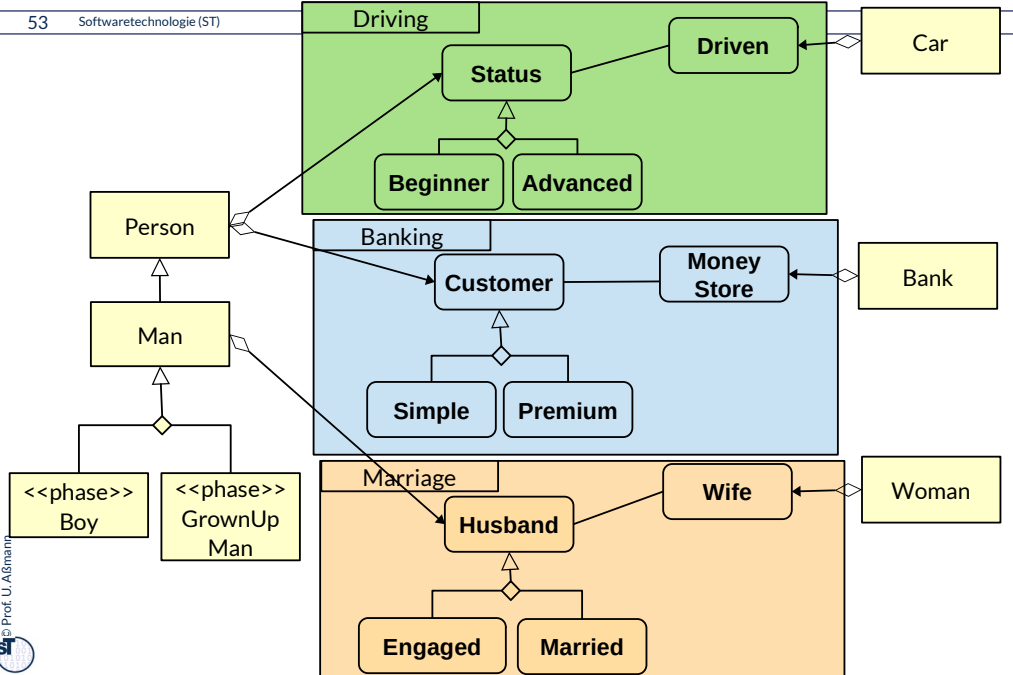 53 Softwaretechnologie (ST)
Driving
Status
Driven
Car
Beginner
Advanced
Person
Banking
Customer
Money
Store
Bank
Man
Simple
Premium
<<phase>>
Boy
<<phase>>
GrownUp
Man
Marriage
Husband
Wife
Woman
Engaged
Married
© Prof. U. Aßmann
sT